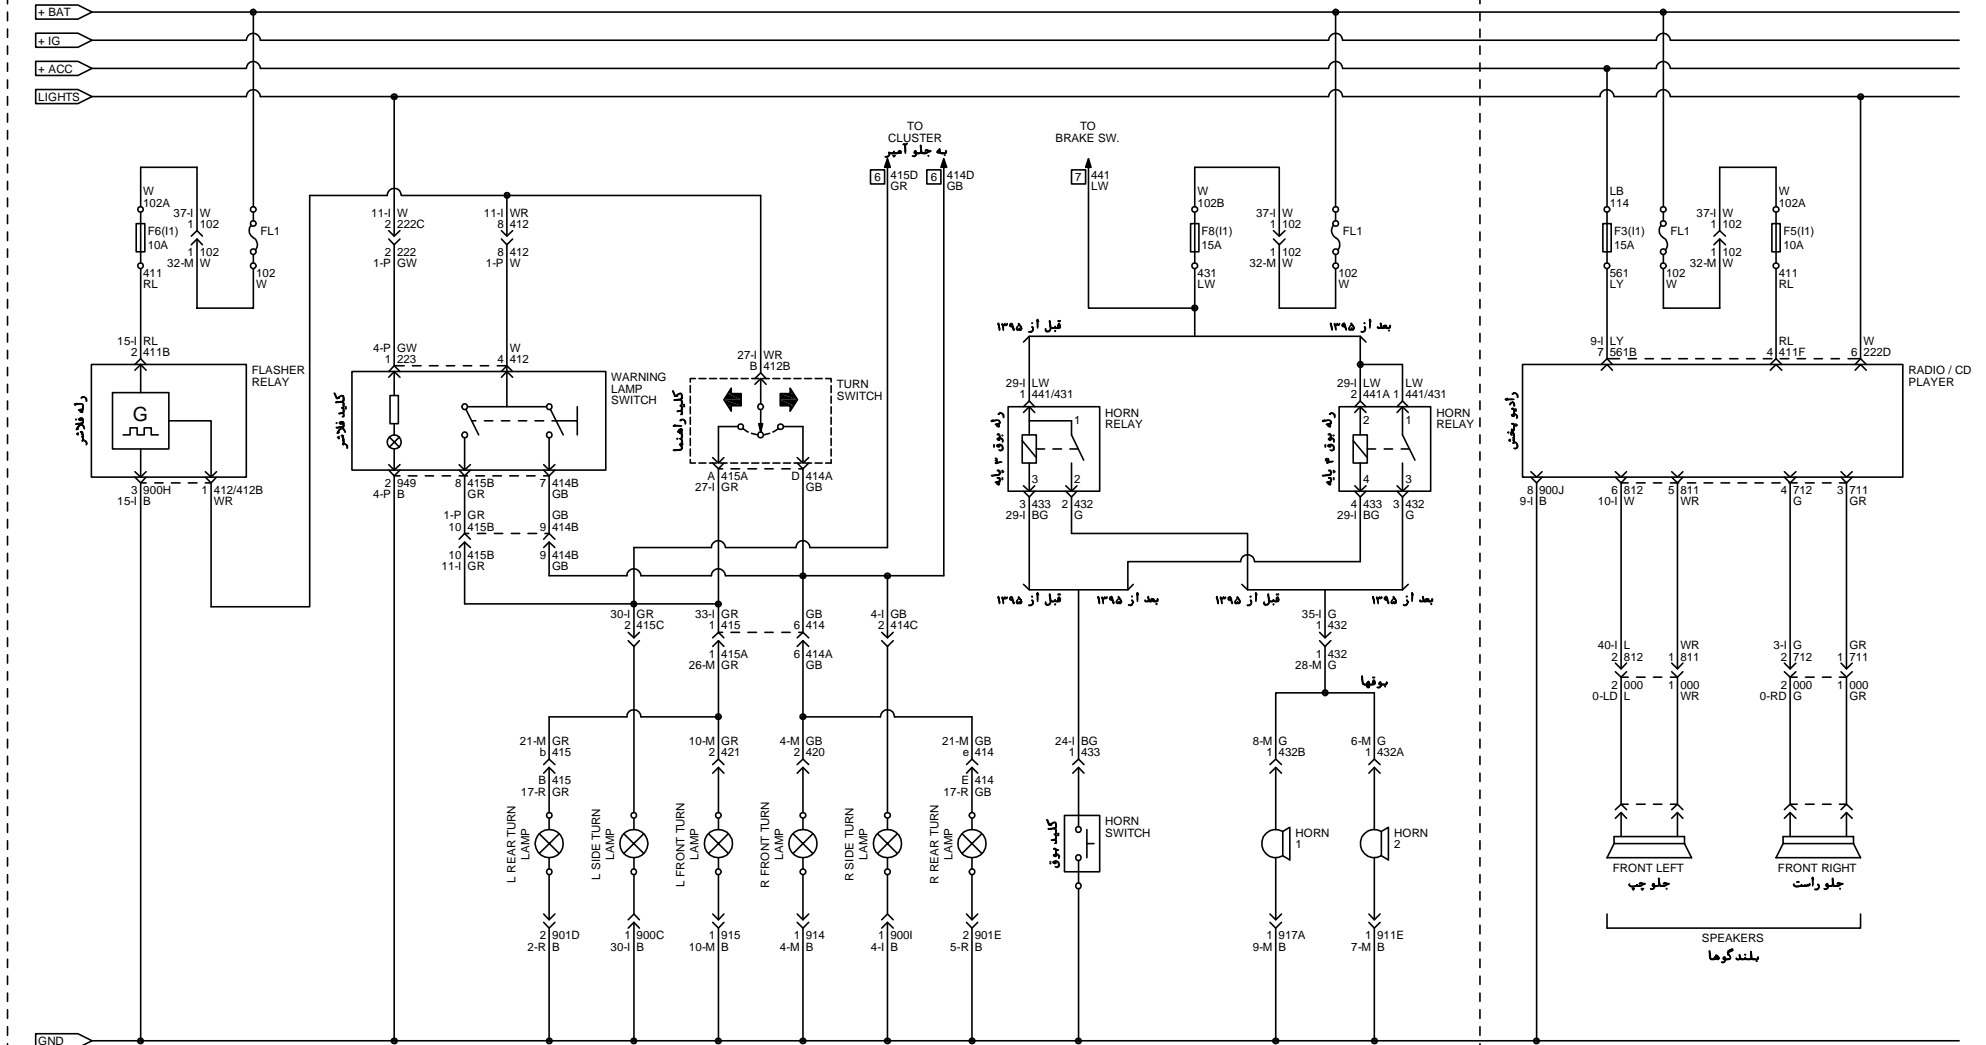 + BAT
+ IG
+ ACC
LIGHTS
TO
CLUSTER
به جلو آمپر
6 415D
GR
6 414D
GB
TO
BRAKE SW.
7 441
LW
W
102A
F6(I1)
10A
411
RL
37-I W
1 102
1 102
32-M W
FL1
102
W
11-I W
2 222C
2 222
1-P GW
11-I WR
8 412
8 412
1-P W
W
102B
F8(I1)
15A
431
LW
37-I W
1 102
1 102
32-M W
FL1
102
W
LB
114
F3(I1)
15A
561
LY
FL1
102
W
37-I W
1 102
1 102
32-M W
W
102A
F5(I1)
10A
411
RL
قبل از ۱۳۹۵
بعد از ۱۳۹۵
15-I RL
2 411B
FLASHER
RELAY
رله فلاشر
G
3 900H
15-I B
1 412/412B
WR
4-P GW
1 223
W
4 412
WARNING
LAMP
SWITCH
کلید فلاشر
2 949
4-P B
8 415B
GR
7 414B
GB
1-P GR
10 415B
GB
9 414B
10 415B
11-I GR
9 414B
GB
27-I WR
B 412B
TURN
SWITCH
کلید راهنما
A 415A
27-I GR
D 414A
GB
29-I LW
1 441/431
HORN
RELAY
رله بوق ۳ پایه
1
3
2
3 433
29-I BG
2 432
G
29-I LW
2 441A
LW
1 441/431
HORN
RELAY
رله بوق ۴ پایه
2
1
4
3
4 433
29-I BG
3 432
G
9-I LY
7 561B
RL
4 411F
W
6 222D
RADIO / CD
PLAYER
رادیو پخش
8 900J
9-I B
6 812
10-I W
5 811
WR
4 712
G
3 711
GR
قبل از ۱۳۹۵
بعد از ۱۳۹۵
قبل از ۱۳۹۵
بعد از ۱۳۹۵
30-I GR
2 415C
33-I GR
1 415
GB
6 414
4-I GB
2 414C
1 415A
26-M GR
6 414A
GB
35-I G
1 432
1 432
28-M G
بوقها
40-I L
2 812
WR
1 811
3-I G
2 712
GR
1 711
2 000
0-LD L
1 000
WR
2 000
0-RD G
1 000
GR
21-M GR
b 415
B 415
17-R GR
10-M GR
2 421
4-M GB
2 420
21-M GB
e 414
E 414
17-R GB
24-I BG
1 433
8-M G
1 432B
6-M G
1 432A
L REAR TURN
LAMP
L SIDE TURN
LAMP
L FRONT TURN
LAMP
R FRONT TURN
LAMP
R SIDE TURN
LAMP
R REAR TURN
LAMP
کلید بوق
HORN
SWITCH
HORN
1
HORN
2
FRONT LEFT
جلو چپ
FRONT RIGHT
جلو راست
2 901D
2-R B
1 900C
30-I B
1 915
10-M B
1 914
4-M B
1 900I
4-I B
2 901E
5-R B
1 917A
9-M B
1 911E
7-M B
SPEAKERS
بلندگوها
GND